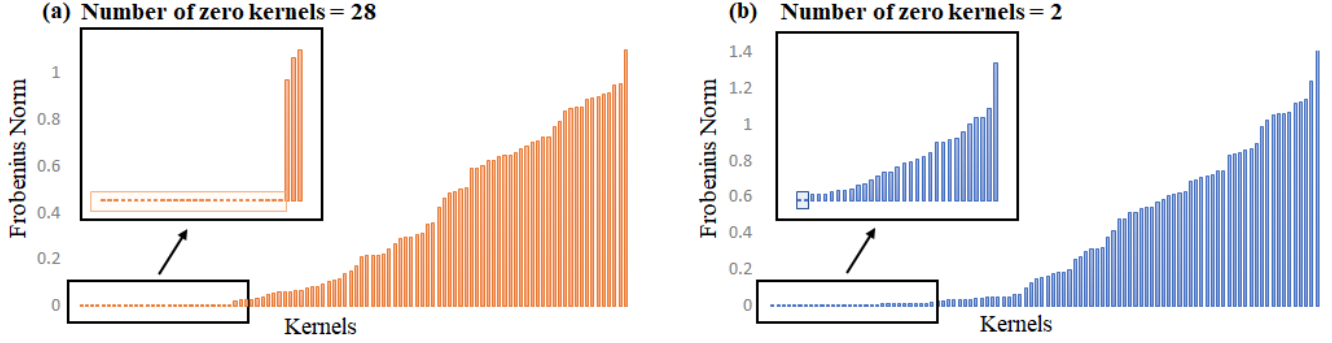 (a) Number of zero kernels = 28
Frobenius Norm
1
0.8
0.6
0.4
0.2
0
Kernels
(b) Number of zero kernels = 2
Frobenius Norm
1.4
1.2
1
0.8
0.6
0.4
0.2
0
Kernels